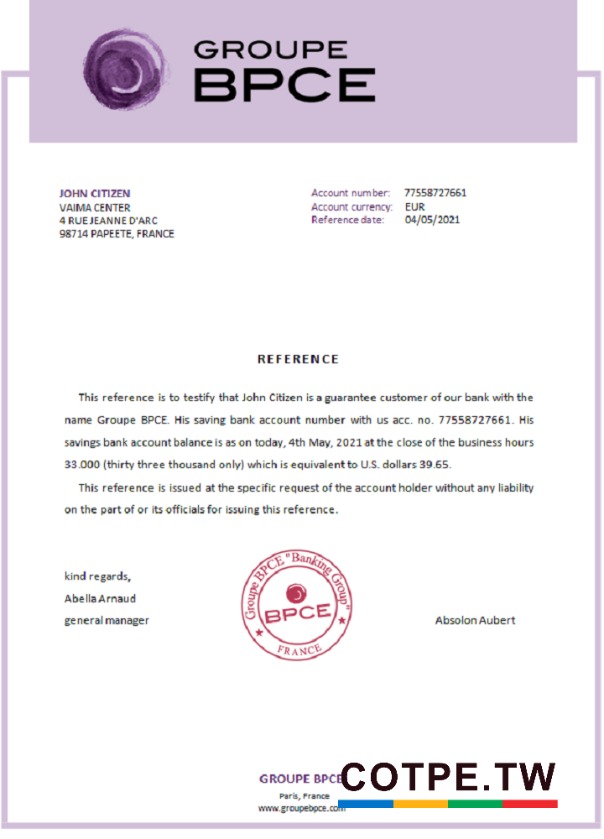 GROUPE
BPCE
JOHN CITIZEN
VAIMA CENTER
4 RUE JEANNE D'ARC
98714 PAPEETE, FRANCE
Account number: 77558727661
Account currency: EUR
Reference date: 04/05/2021
REFERENCE
This reference is to testify that John Citizen is a guarantee customer of our bank with the
name Groupe BPCE. His saving bank account number with us acc. no. 77558727661. His
savings bank account balance is as on today, 4th May, 2021 at the close of the business hours
33.000 (thirty three thousand only) which is equivalent to U.S. dollars 39.65.
This reference is issued at the specific request of the account holder without any liability
on the part of or its officials for issuing this reference.
kind regards,
Abella Arnaud
general manager
Groupe BPCE "Banking Group"
BPCE
FRANCE
Absolon Aubert
GROUPE BPCE
Paris, France
www.groupebpce.com
COTPE.TW